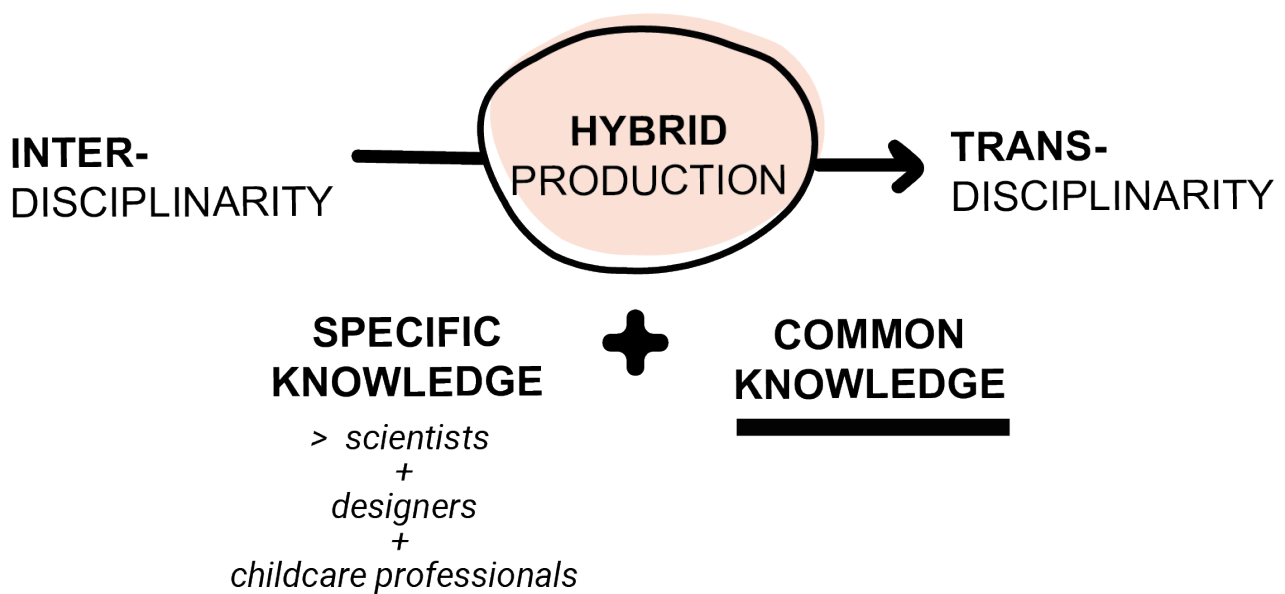 INTER-
DISCIPLINARITY
HYBRID
PRODUCTION
TRANS-
DISCIPLINARITY
SPECIFIC
KNOWLEDGE
> scientists
+
designers
+
childcare professionals
+
COMMON
KNOWLEDGE